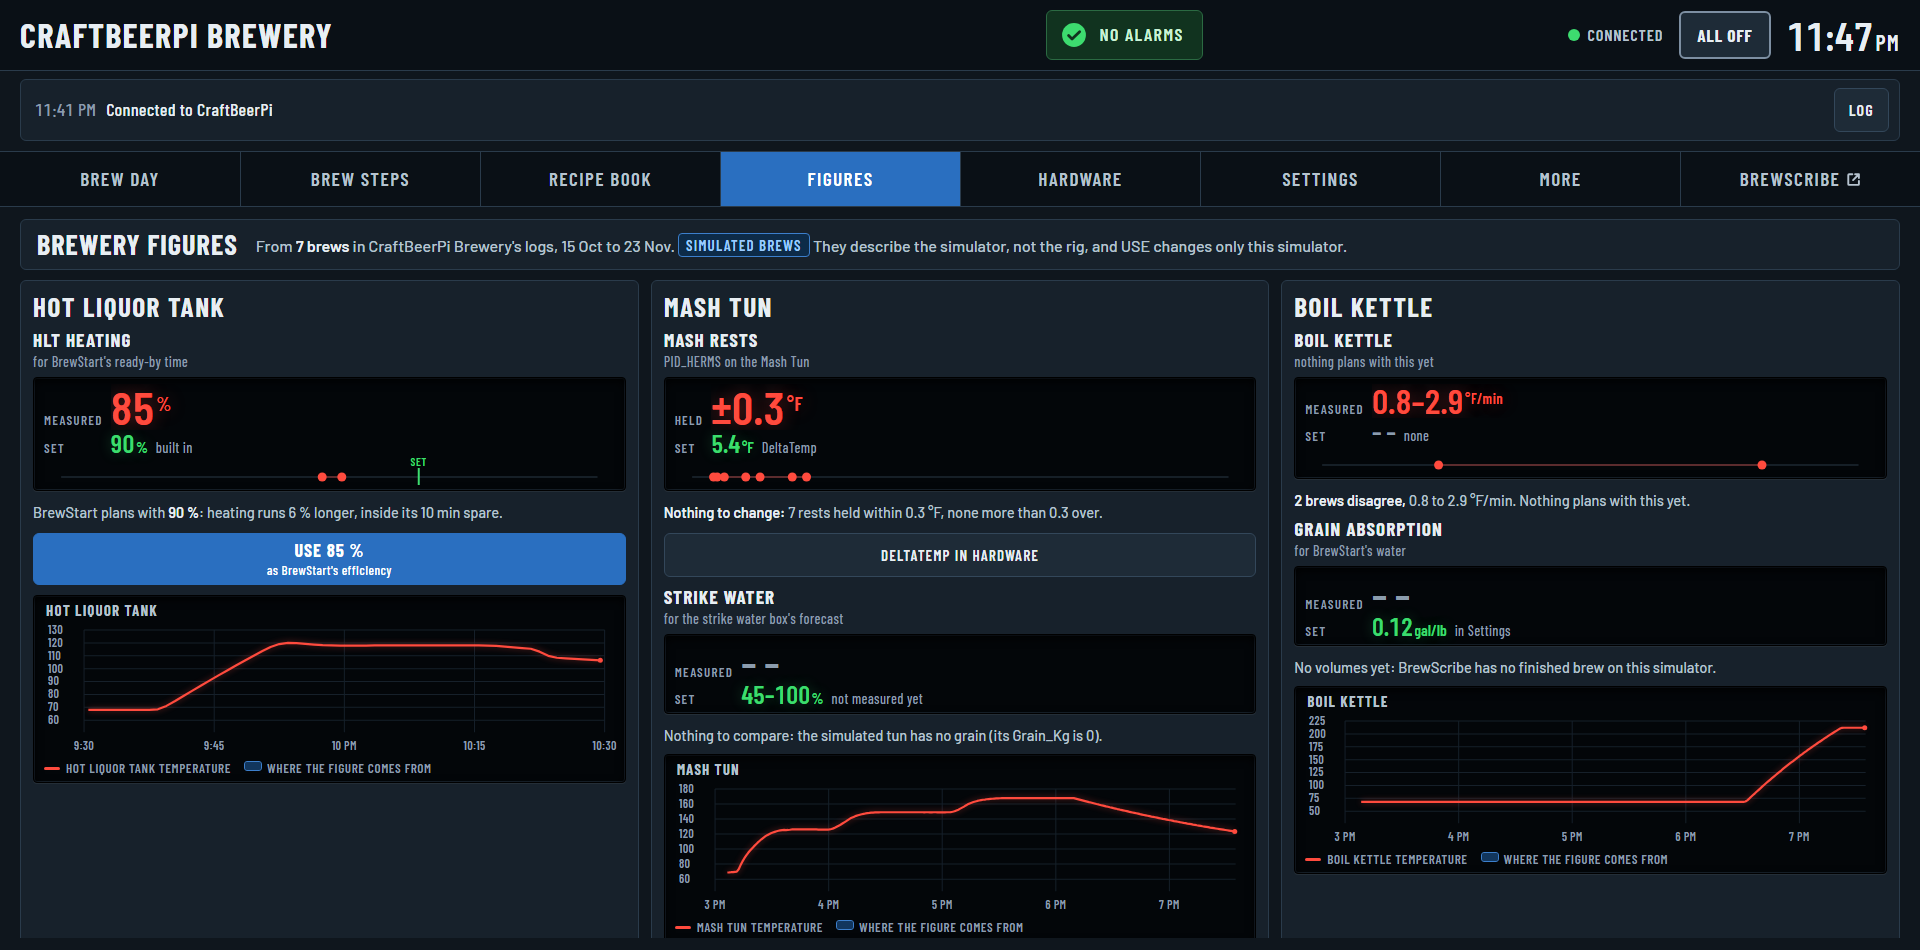 CRAFTBEERPI BREWERY
NO ALARMS
CONNECTED
ALL OFF
11:47 PM
11:41 PM Connected to CraftBeerPi
LOG
BREW DAY
BREW STEPS
RECIPE BOOK
FIGURES
HARDWARE
SETTINGS
MORE
BREWSCRIBE
BREWERY FIGURES
From 7 brews in CraftBeerPi Brewery's logs, 15 Oct to 23 Nov. SIMULATED BREWS They describe the simulator, not the rig, and USE changes only this simulator.
HOT LIQUOR TANK
HLT HEATING
for BrewStart's ready-by time
MEASURED 85 %
SET 90 % built in
SET
BrewStart plans with 90 %: heating runs 6 % longer, inside its 10 min spare.
USE 85 %
as BrewStart's efficiency
HOT LIQUOR TANK
130
120
110
100
90
80
70
60
9:30 9:45 10 PM 10:15 10:30
HOT LIQUOR TANK TEMPERATURE WHERE THE FIGURE COMES FROM
MASH TUN
MASH RESTS
PID_HERMS on the Mash Tun
HELD ±0.3 °F
SET 5.4 °F DeltaTemp
Nothing to change: 7 rests held within 0.3 °F, none more than 0.3 over.
DELTATEMP IN HARDWARE
STRIKE WATER
for the strike water box's forecast
MEASURED – –
SET 45–100 % not measured yet
Nothing to compare: the simulated tun has no grain (its Grain_Kg is 0).
MASH TUN
180
160
140
120
100
80
60
3 PM 4 PM 5 PM 6 PM 7 PM
MASH TUN TEMPERATURE WHERE THE FIGURE COMES FROM
BOIL KETTLE
BOIL KETTLE
nothing plans with this yet
MEASURED 0.8–2.9 °F/min
SET – – none
2 brews disagree, 0.8 to 2.9 °F/min. Nothing plans with this yet.
GRAIN ABSORPTION
for BrewStart's water
MEASURED – –
SET 0.12 gal/lb in Settings
No volumes yet: BrewScribe has no finished brew on this simulator.
BOIL KETTLE
225
200
175
150
125
100
75
50
3 PM 4 PM 5 PM 6 PM 7 PM
BOIL KETTLE TEMPERATURE WHERE THE FIGURE COMES FROM